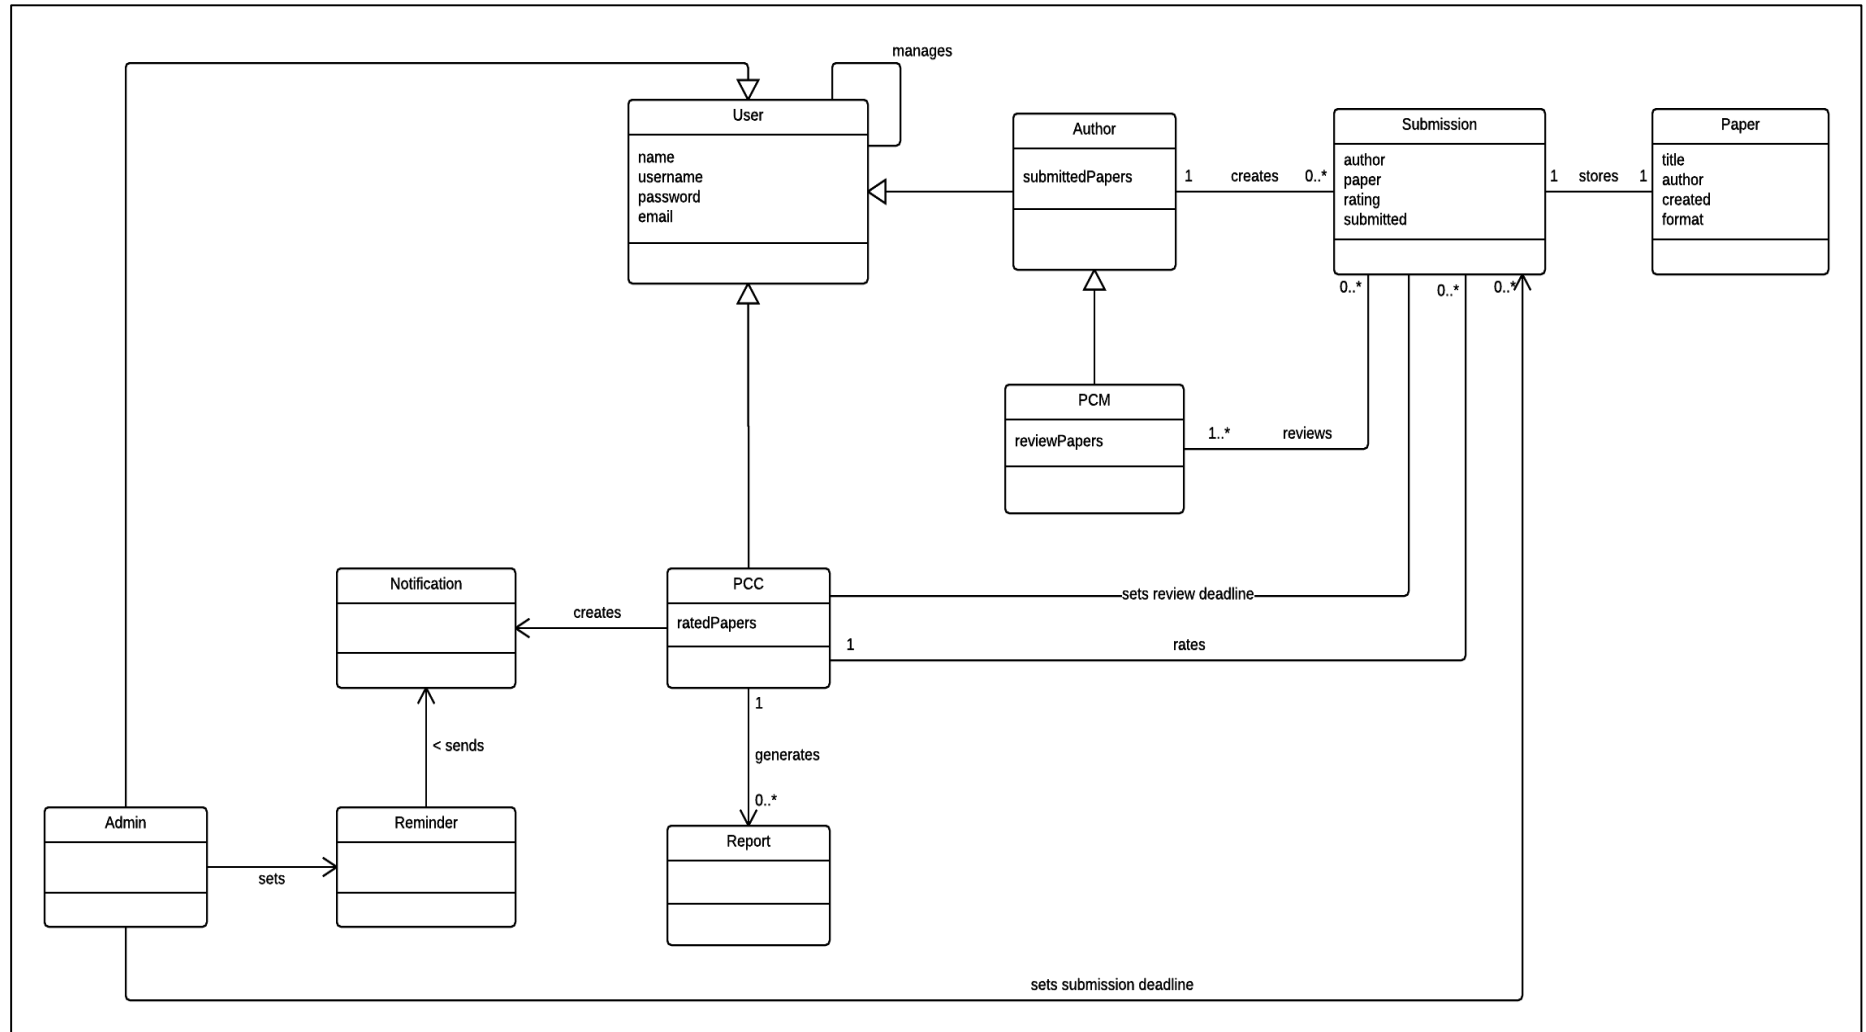 manages
User
name
username
password
email
Author
submittedPapers
1 creates 0..*
Submission
author
paper
rating
submitted
1 stores 1
Paper
title
author
created
format
0..*
0..*
0..*
PCM
reviewPapers
1..* reviews
Notification
creates
PCC
ratedPapers
sets review deadline
1 rates
1
generates
0..*
< sends
Admin
sets
Reminder
Report
sets submission deadline